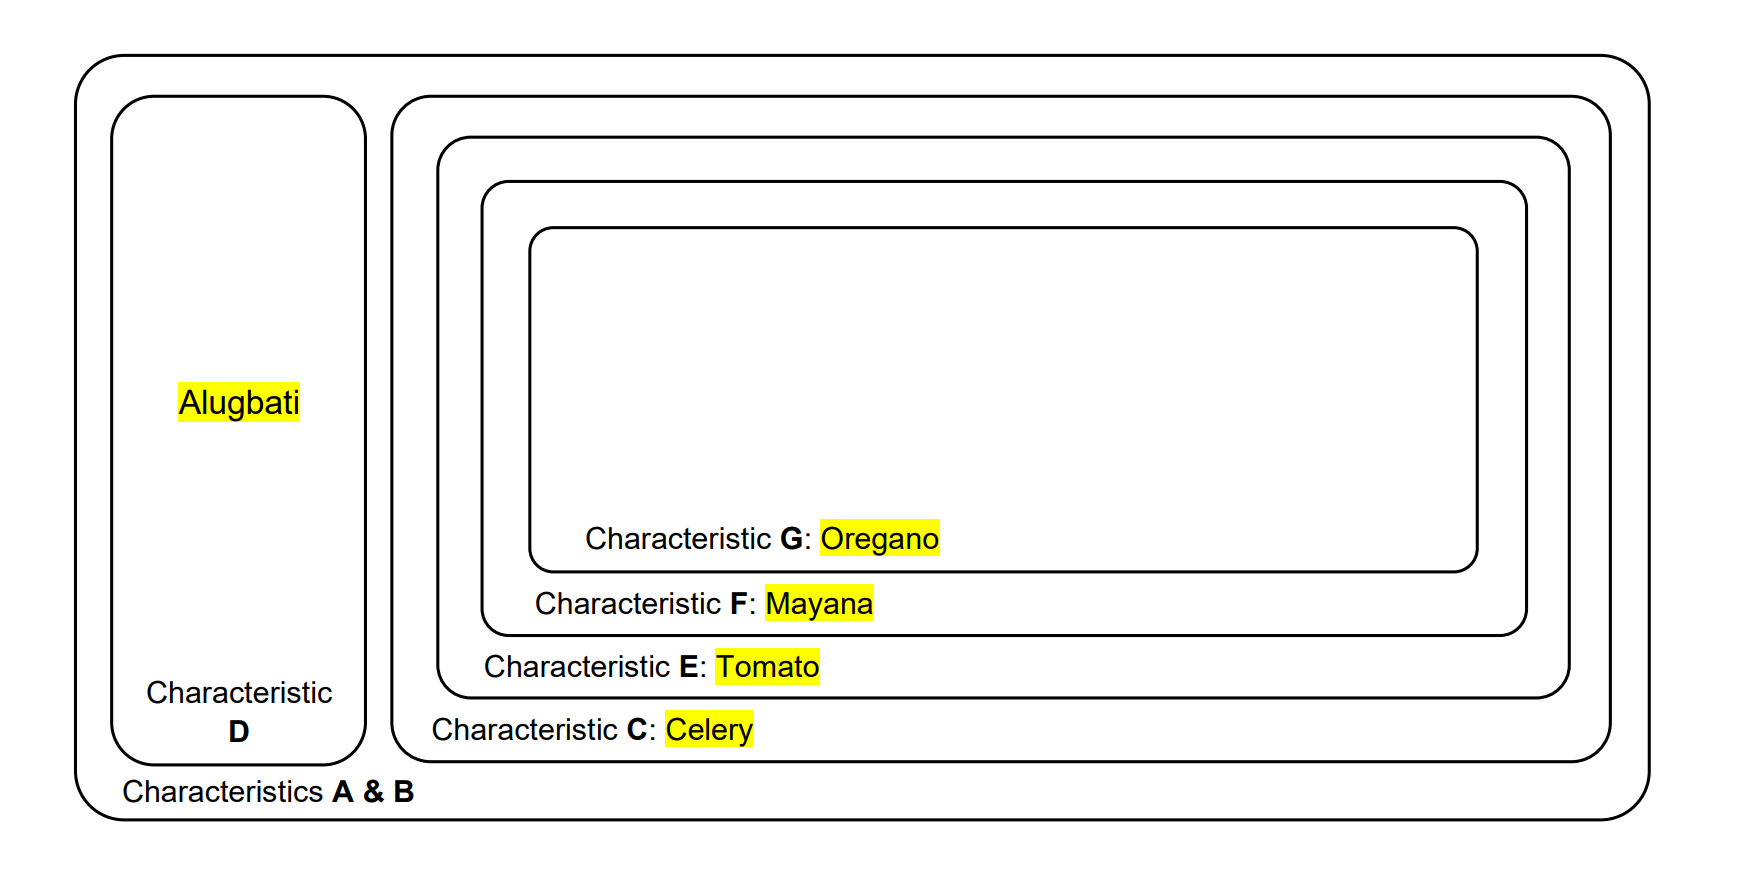 Alugbati
Characteristic G: Oregano
Characteristic F: Mayana
Characteristic E: Tomato
Characteristic
D
Characteristic C: Celery
Characteristics A & B